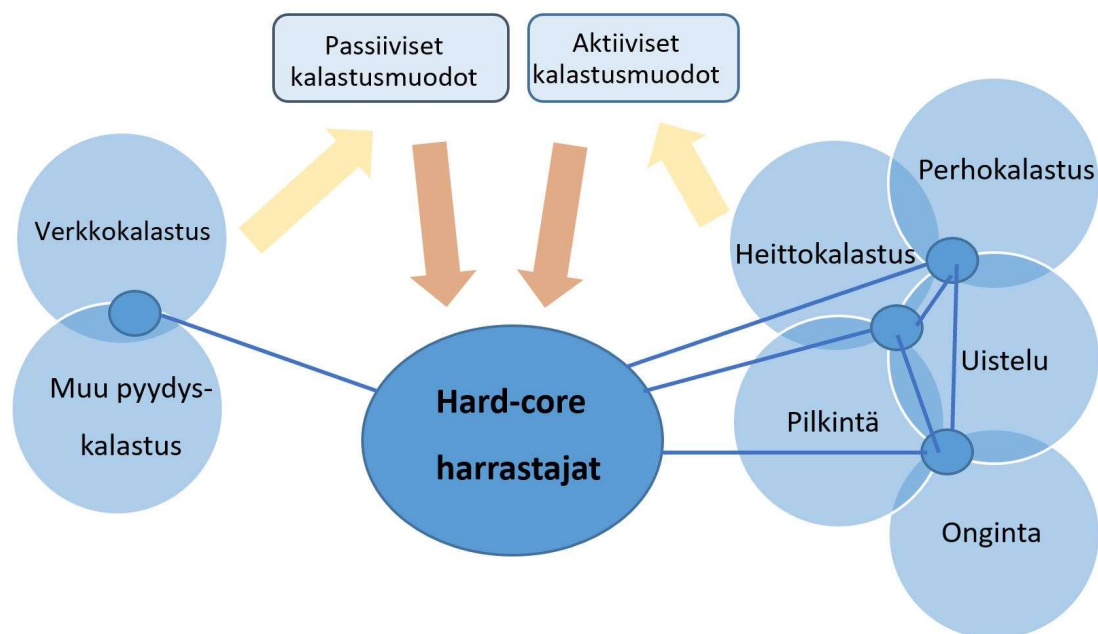 Passiiviset
kalastusmuodot
Aktiiviset
kalastusmuodot
Verkkokalastus
Muu pyydys-
kalastus
Hard-core
harrastajat
Perhokalastus
Heittokalastus
Uistelu
Pilkintä
Onginta